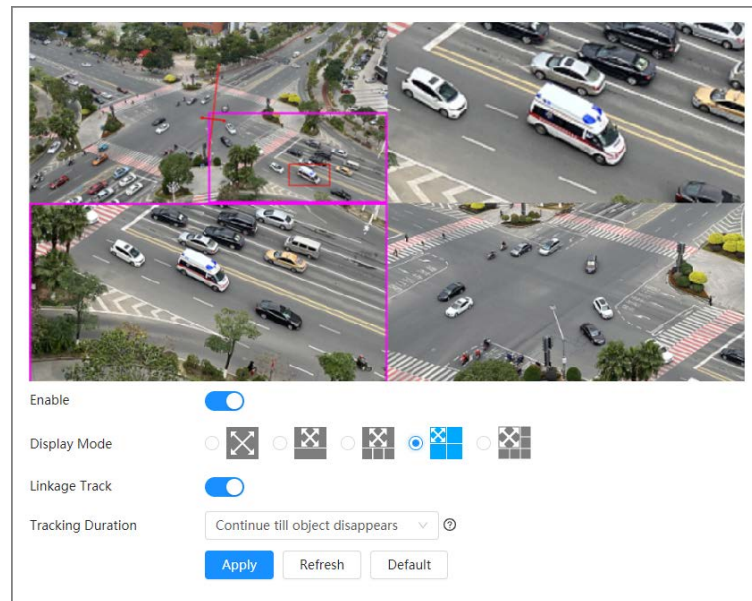 Enable
Display Mode
Linkage Track
Tracking Duration
Continue till object disappears
Apply Refresh Default